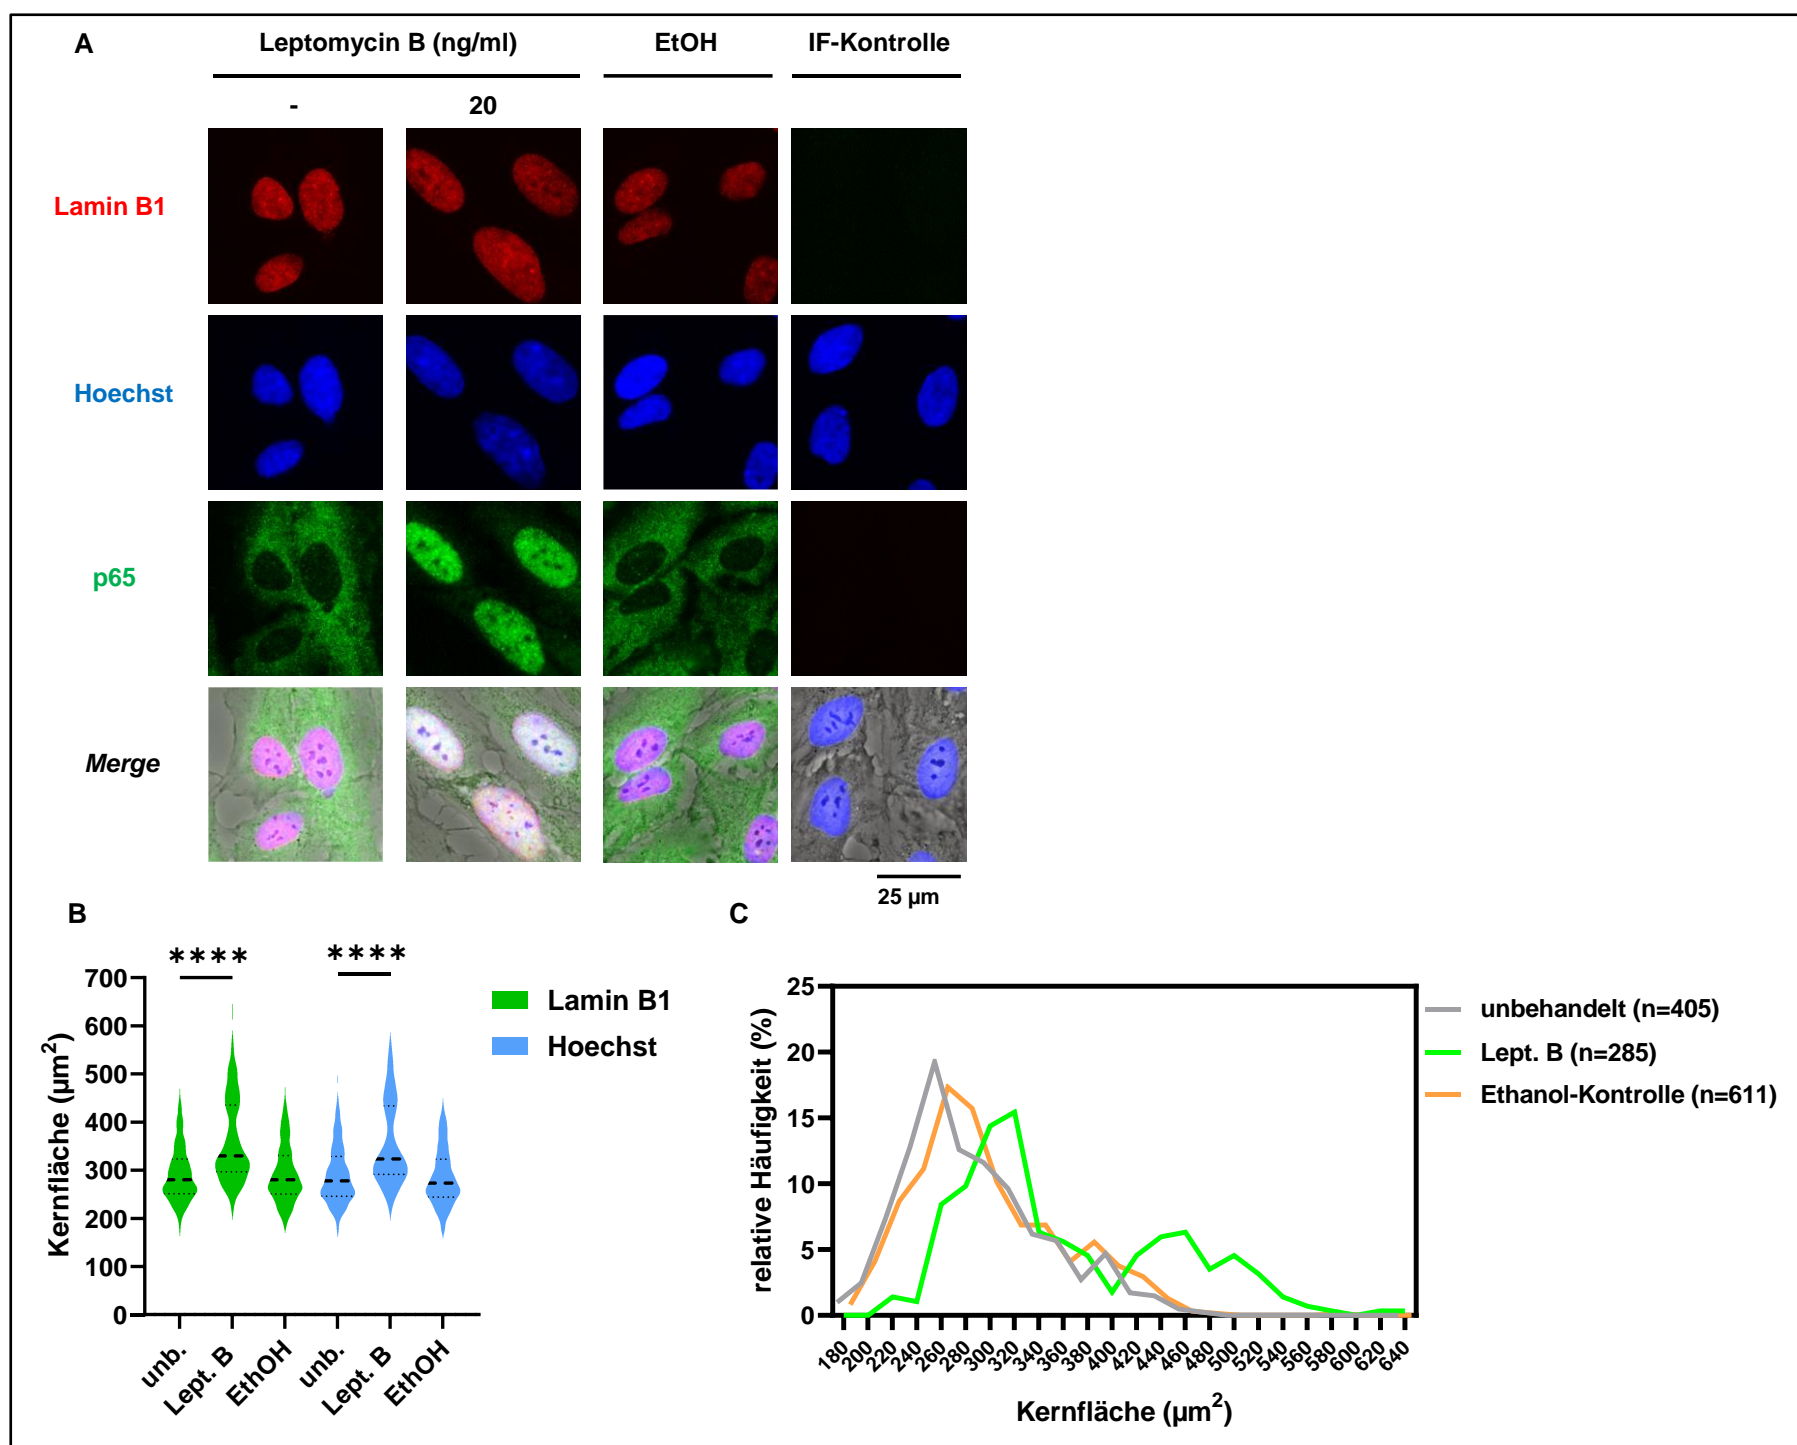 A
Leptomycin B (ng/ml)
EtOH
IF-Kontrolle
-
20
Lamin B1
Hoechst
p65
Merge
25 µm
B
****
****
700
600
500
400
300
200
100
0
Kernfläche (µm²)
unb.
Lept. B
EthOH
unb.
Lept. B
EthOH
Lamin B1
Hoechst
C
25
20
15
10
5
0
relative Häufigkeit (%)
180
200
220
240
260
280
300
320
340
360
380
400
420
440
460
480
500
520
540
560
580
600
620
640
Kernfläche (µm²)
unbehandelt (n=405)
Lept. B (n=285)
Ethanol-Kontrolle (n=611)